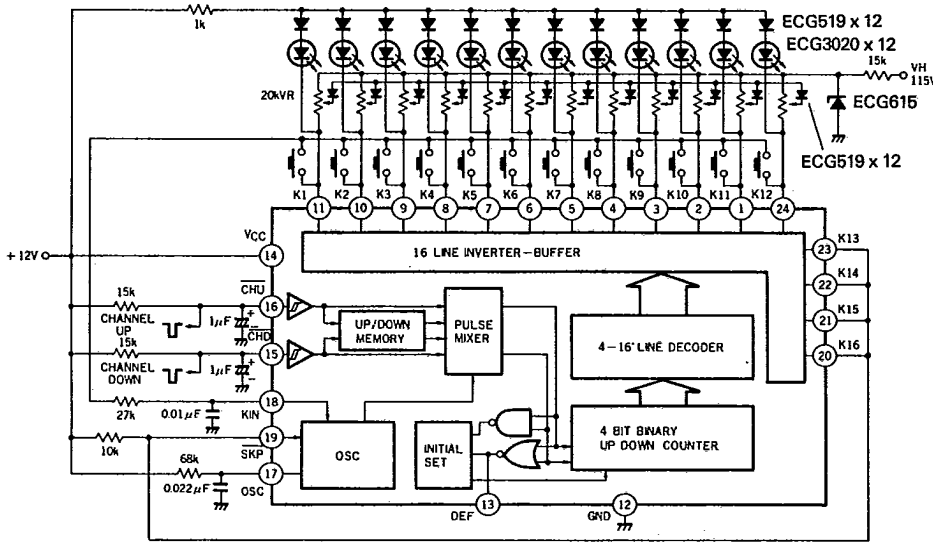 1k
ECG519 x 12
ECG3020 x 12
15k
VH
115V
20kVR
ECG615
ECG519 x 12
K1 K2 K3 K4 K5 K6 K7 K8 K9 K10 K11 K12
11 10 9 8 7 6 5 4 3 2 1 24
VCC
+ 12V
14
16 LINE INVERTER-BUFFER
23 K13
22 K14
21 K15
20 K16
15k
CHANNEL
UP
1μF
+
-
CHU
16
CHD
15k
CHANNEL
DOWN
1μF
+
-
15
UP/DOWN
MEMORY
PULSE
MIXER
4-16 LINE DECODER
27k
0.01μF
18
KIN
10k
19
SKP
68k
0.022μF
17
OSC
OSC
INITIAL
SET
4 BIT BINARY
UP DOWN COUNTER
DEF
13
GND
12